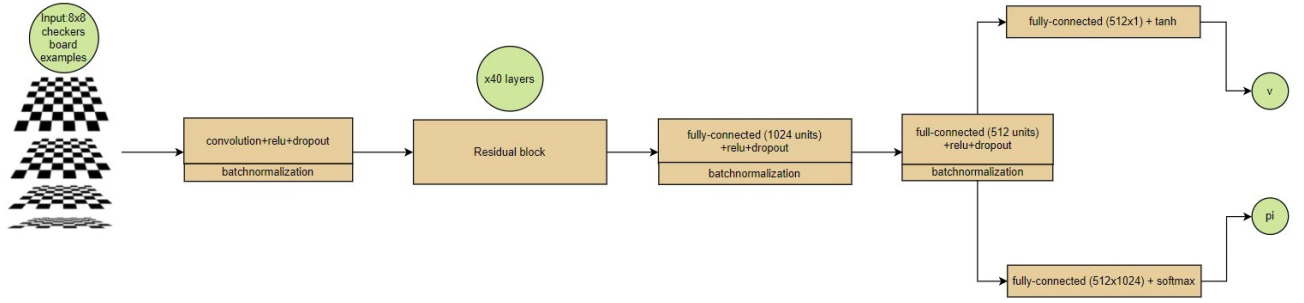 Input:8x8
checkers
board
examples
convolution+relu+dropout
batchnormalization
x40 layers
Residual block
fully-connected (1024 units)
+relu+dropout
batchnormalization
full-connected (512 units)
+relu+dropout
batchnormalization
fully-connected (512x1) + tanh
v
fully-connected (512x1024) + softmax
pi